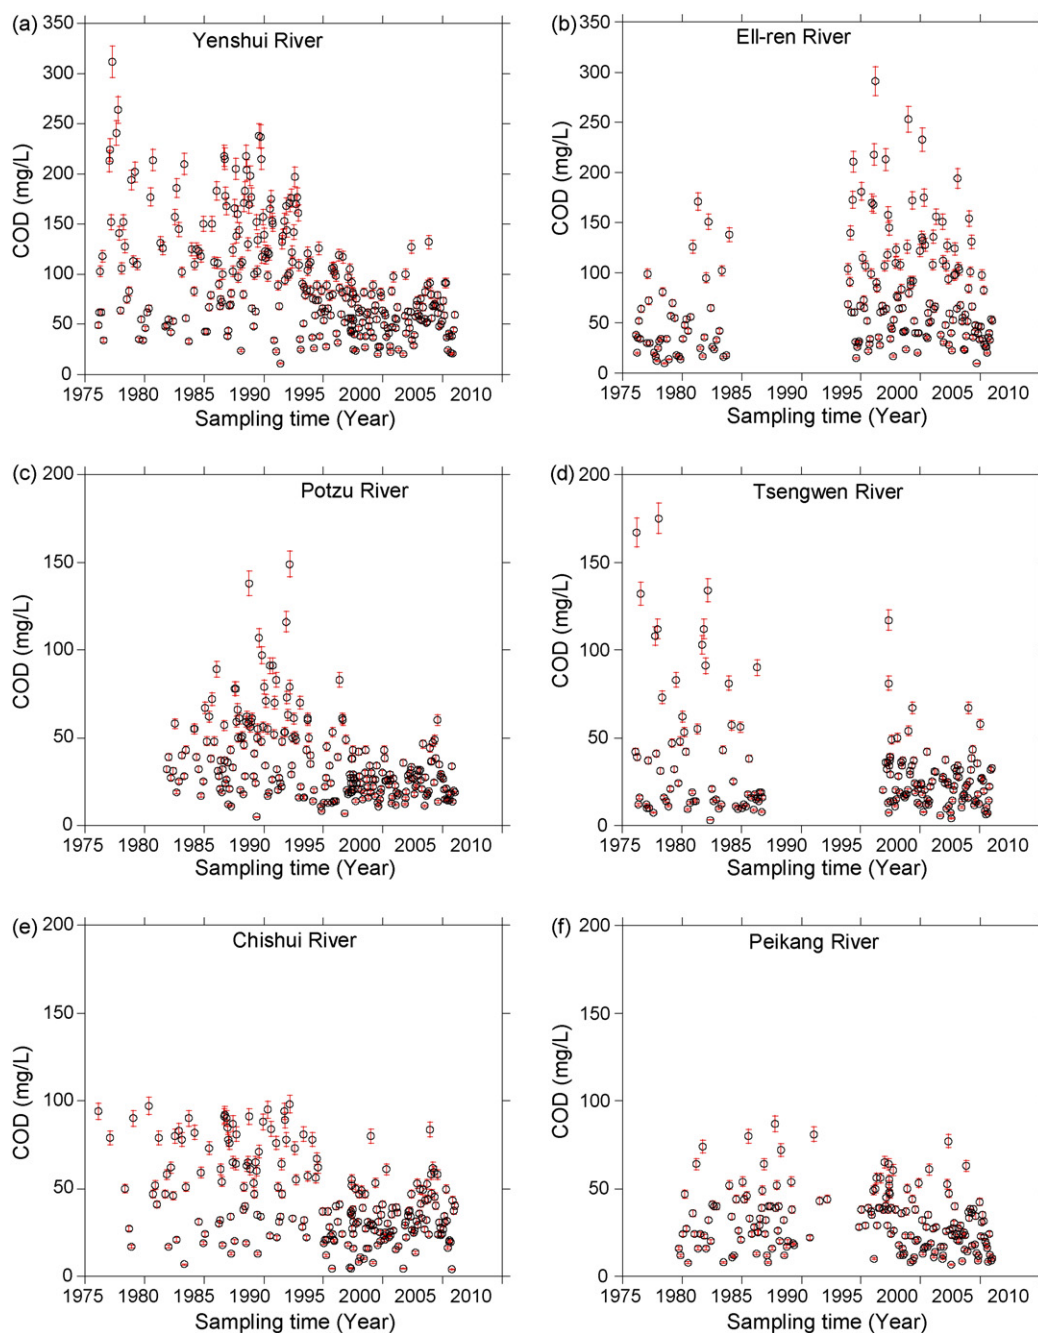 (a)
Yenshui River
350
300
250
200
150
100
50
0
COD (mg/L)
1975 1980 1985 1990 1995 2000 2005 2010
Sampling time (Year)
(b)
Ell-ren River
350
300
250
200
150
100
50
0
COD (mg/L)
1975 1980 1985 1990 1995 2000 2005 2010
Sampling time (Year)
(c)
Potzu River
200
150
100
50
0
COD (mg/L)
1975 1980 1985 1990 1995 2000 2005 2010
Sampling time (Year)
(d)
Tsengwen River
200
150
100
50
0
COD (mg/L)
1975 1980 1985 1990 1995 2000 2005 2010
Sampling time (Year)
(e)
Chishui River
200
150
100
50
0
COD (mg/L)
1975 1980 1985 1990 1995 2000 2005 2010
Sampling time (Year)
(f)
Peikang River
200
150
100
50
0
COD (mg/L)
1975 1980 1985 1990 1995 2000 2005 2010
Sampling time (Year)